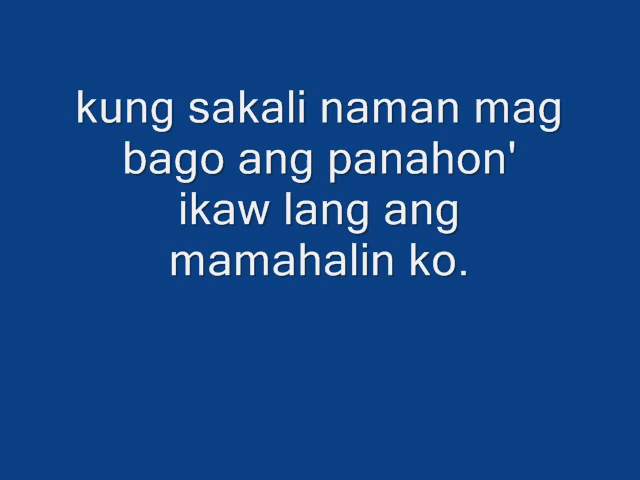 kung sakali naman mag
bago ang panahon'
ikaw lang ang
mamahalin ko.